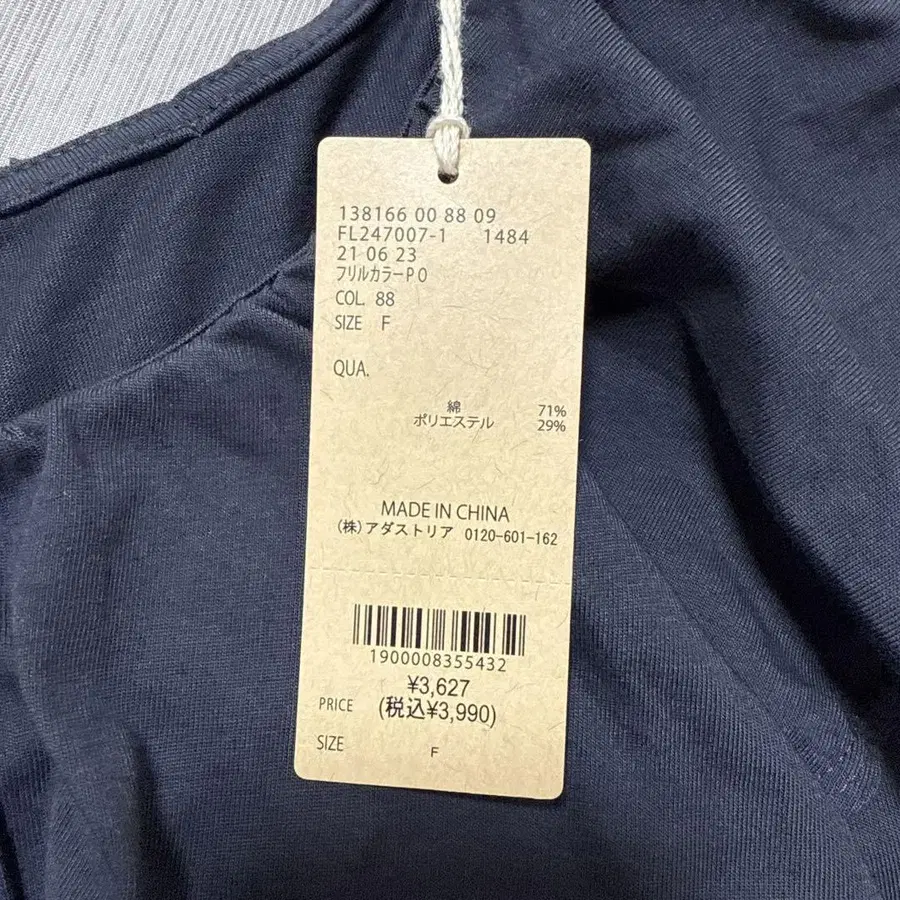 138166 00 88 09
FL247007-1 1484
21 06 23
フリルカラーPO
COL. 88
SIZE F
QUA.
綿 71%
ポリエステル 29%
MADE IN CHINA
(株)アダストリア 0120-601-162
1900008355432
¥3,627
PRICE (税込¥3,990)
SIZE F